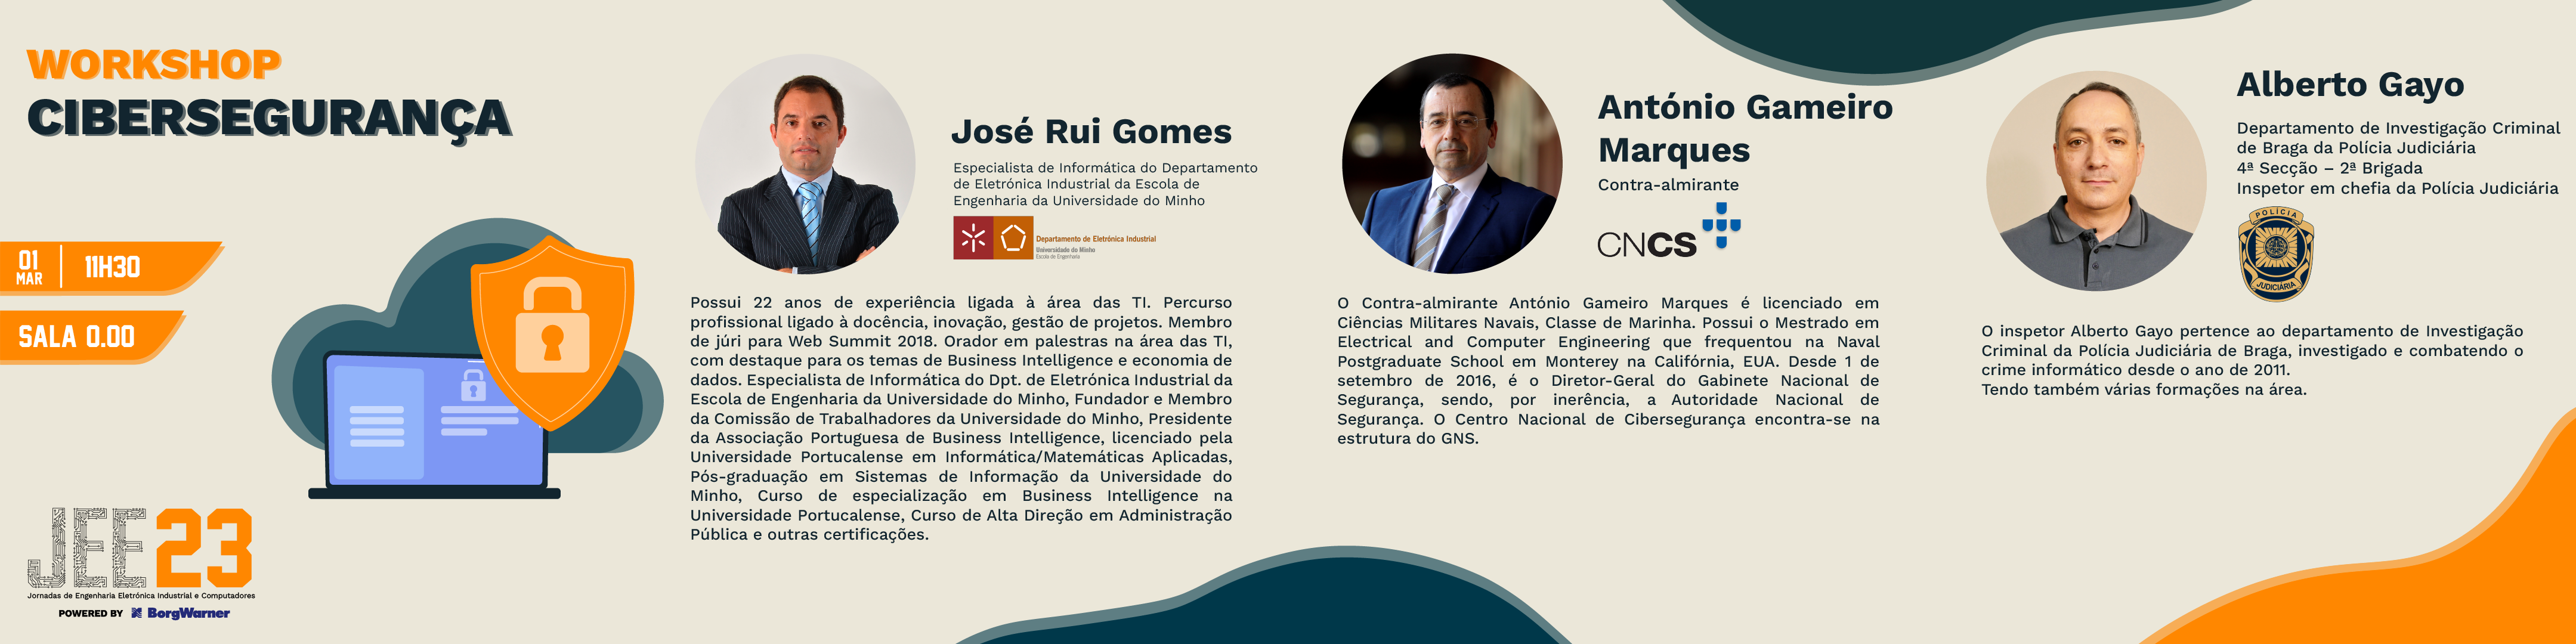 WORKSHOP
CIBERSEGURANÇA
01
MAR
11H30
SALA 0.00
JEE23
Jornadas de Engenharia Eletrónica Industrial e Computadores
POWERED BY BorgWarner
José Rui Gomes
Especialista de Informática do Departamento
de Eletrónica Industrial da Escola de
Engenharia da Universidade do Minho
Departamento de Eletrónica Industrial
Universidade do Minho
Escola de Engenharia
Possui 22 anos de experiência ligada à área das TI. Percurso
profissional ligado à docência, inovação, gestão de projetos. Membro
de júri para Web Summit 2018. Orador em palestras na área das TI,
com destaque para os temas de Business Intelligence e economia de
dados. Especialista de Informática do Dpt. de Eletrónica Industrial da
Escola de Engenharia da Universidade do Minho, Fundador e Membro
da Comissão de Trabalhadores da Universidade do Minho, Presidente
da Associação Portuguesa de Business Intelligence, licenciado pela
Universidade Portucalense em Informática/Matemáticas Aplicadas,
Pós-graduação em Sistemas de Informação da Universidade do
Minho, Curso de especialização em Business Intelligence na
Universidade Portucalense, Curso de Alta Direção em Administração
Pública e outras certificações.
António Gameiro
Marques
Contra-almirante
CNCS
O Contra-almirante António Gameiro Marques é licenciado em
Ciências Militares Navais, Classe de Marinha. Possui o Mestrado em
Electrical and Computer Engineering que frequentou na Naval
Postgraduate School em Monterey na Califórnia, EUA. Desde 1 de
setembro de 2016, é o Diretor-Geral do Gabinete Nacional de
Segurança, sendo, por inerência, a Autoridade Nacional de
Segurança. O Centro Nacional de Cibersegurança encontra-se na
estrutura do GNS.
Alberto Gayo
Departamento de Investigação Criminal
de Braga da Polícia Judiciária
4ª Secção – 2ª Brigada
Inspetor em chefia da Polícia Judiciária
POLÍCIA
JUDICIÁRIA
O inspetor Alberto Gayo pertence ao departamento de Investigação
Criminal da Polícia Judiciária de Braga, investigado e combatendo o
crime informático desde o ano de 2011.
Tendo também várias formações na área.